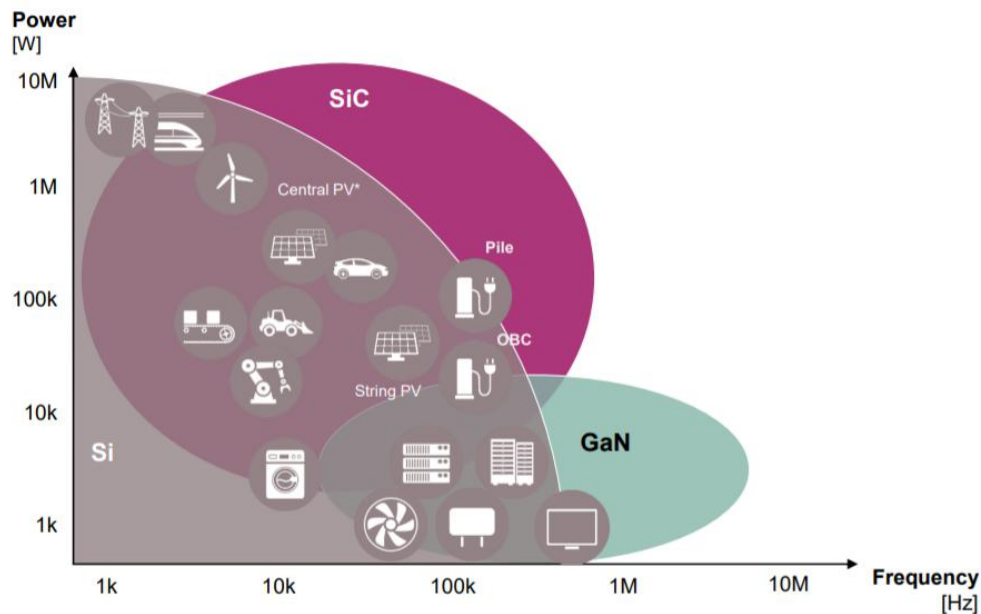 Power
[W]
10M
SiC
1M
Central PV*
Pile
100k
OBC
String PV
10k
Si
GaN
1k
1k
10k
100k
1M
10M
Frequency
[Hz]